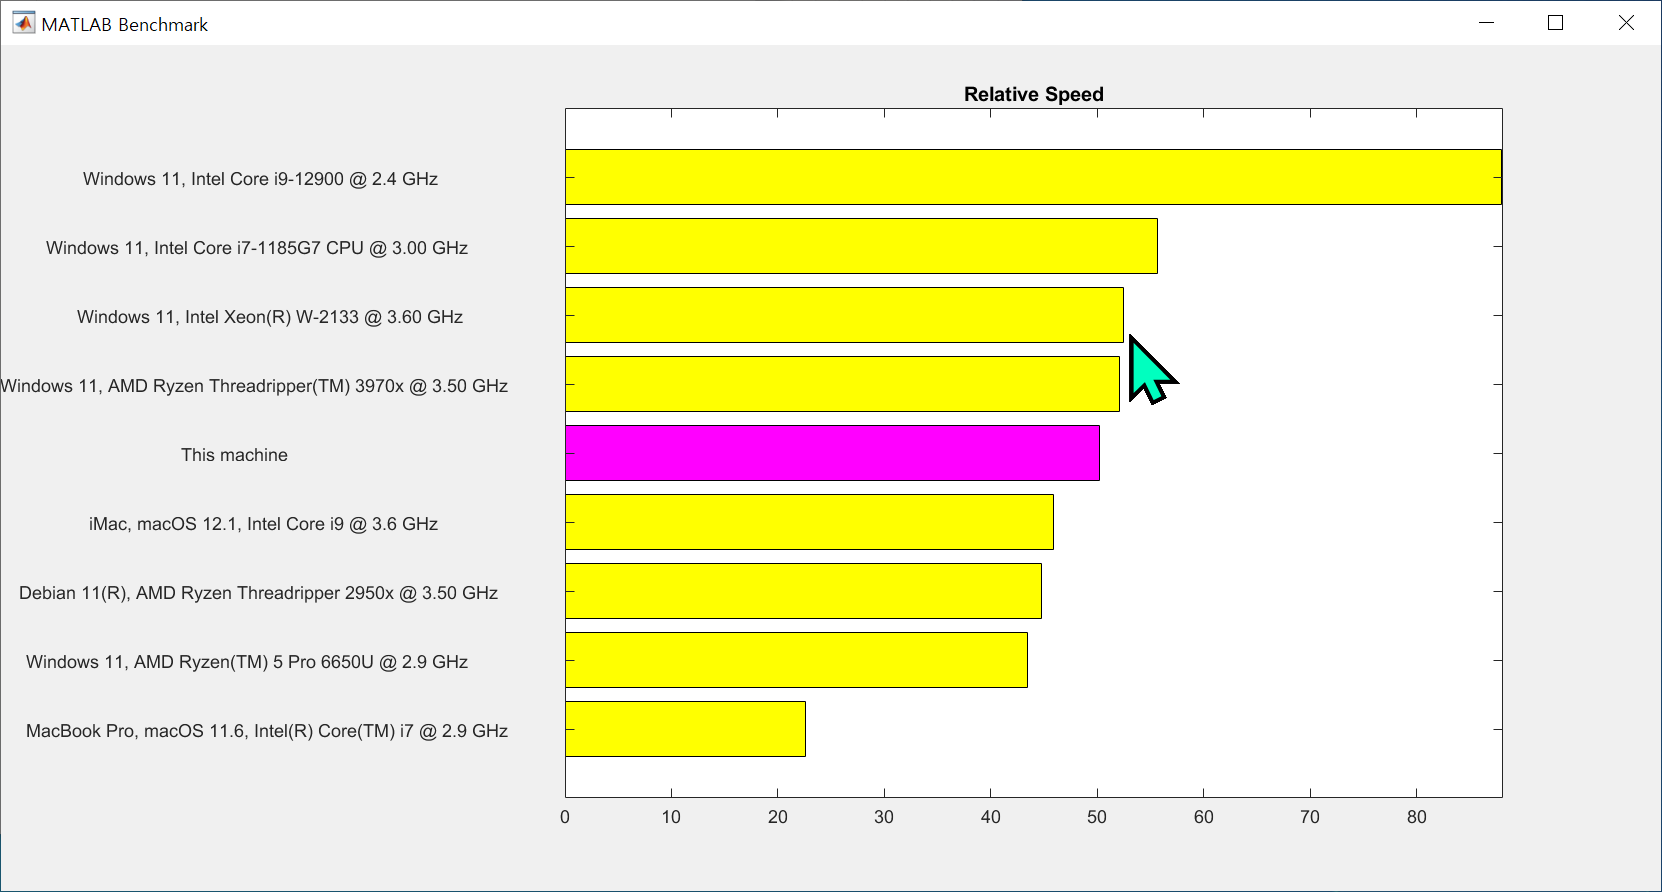 MATLAB Benchmark
Relative Speed
Windows 11, Intel Core i9-12900 @ 2.4 GHz
Windows 11, Intel Core i7-1185G7 CPU @ 3.00 GHz
Windows 11, Intel Xeon(R) W-2133 @ 3.60 GHz
Windows 11, AMD Ryzen Threadripper(TM) 3970x @ 3.50 GHz
This machine
iMac, macOS 12.1, Intel Core i9 @ 3.6 GHz
Debian 11(R), AMD Ryzen Threadripper 2950x @ 3.50 GHz
Windows 11, AMD Ryzen(TM) 5 Pro 6650U @ 2.9 GHz
MacBook Pro, macOS 11.6, Intel(R) Core(TM) i7 @ 2.9 GHz
0 10 20 30 40 50 60 70 80